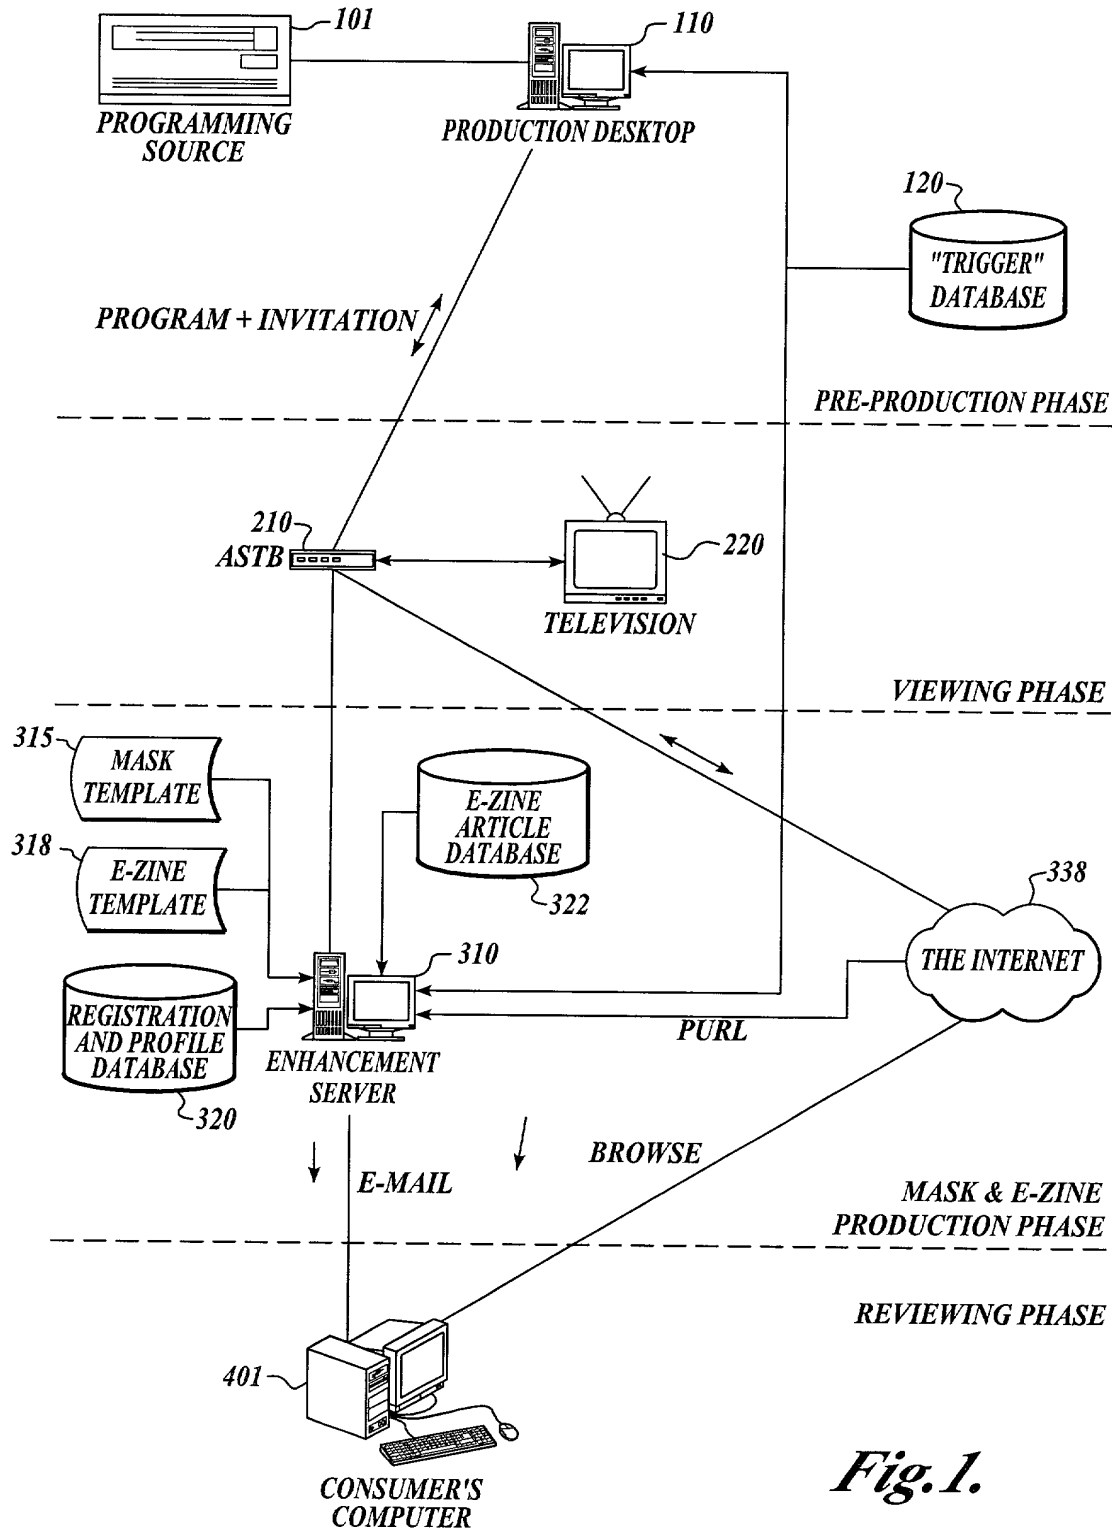 101
110
PROGRAMMING
SOURCE
PRODUCTION DESKTOP
120
"TRIGGER"
DATABASE
PROGRAM + INVITATION
PRE-PRODUCTION PHASE
210
ASTB
220
TELEVISION
VIEWING PHASE
315
MASK
TEMPLATE
E-ZINE
ARTICLE
DATABASE
318
E-ZINE
TEMPLATE
322
338
THE INTERNET
310
REGISTRATION
AND PROFILE
DATABASE
PURL
ENHANCEMENT
SERVER
320
BROWSE
E-MAIL
MASK & E-ZINE
PRODUCTION PHASE
REVIEWING PHASE
401
CONSUMER'S
COMPUTER
Fig.1.